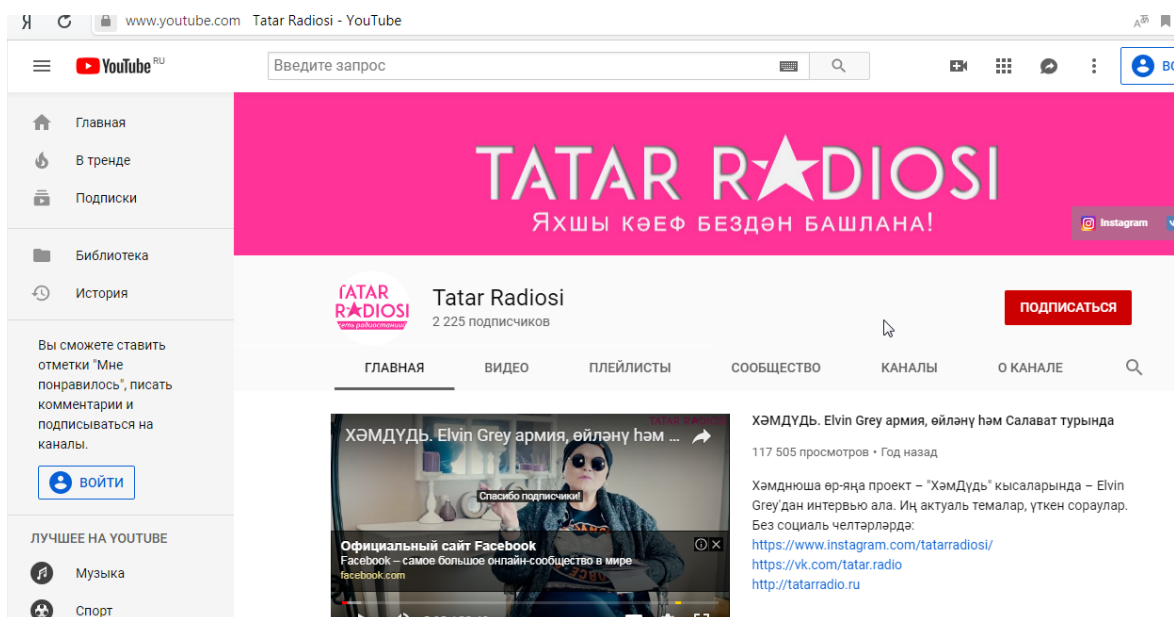 Я www.youtube.com Tatar Radiosi - YouTube
YouTube RU
Введите запрос
Главная
В тренде
Подписки
Библиотека
История
Вы сможете ставить
отметки "Мне
понравилось", писать
комментарии и
подписываться на
каналы.
ВОЙТИ
ЛУЧШЕЕ НА YOUTUBE
Музыка
Спорт
TATAR RADIOSI
Яхшы кәеф бездән башлана!
Instagram
TATAR
RADIOSI
сеть радиостанций
Tatar Radiosi
2 225 подписчиков
ПОДПИСАТЬСЯ
ГЛАВНАЯ ВИДЕО ПЛЕЙЛИСТЫ СООБЩЕСТВО КАНАЛЫ О КАНАЛЕ
TATAR RADIOSI
ХӘМДҮДЬ. Elvin Grey армия, өйләнү һәм ...
Спасибо подписчики!
Официальный сайт Facebook
Facebook – самое большое онлайн-сообщество в мире
facebook.com
ХӘМДҮДЬ. Elvin Grey армия, өйләнү һәм Салават турында
117 505 просмотров • Год назад
Хәмднюша өр-яңа проект – "ХәмДүдь" кысаларында – Elvin
Grey'дан интервью ала. Иң актуаль темалар, үткен сораулар.
Без социаль челтәрләрдә:
https://www.instagram.com/tatarradiosi/
https://vk.com/tatar.radio
http://tatarradio.ru